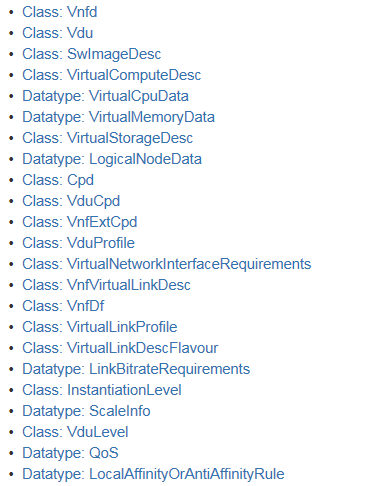 • Class: Vnfd
• Class: Vdu
• Class: SwImageDesc
• Class: VirtualComputeDesc
• Datatype: VirtualCpuData
• Datatype: VirtualMemoryData
• Class: VirtualStorageDesc
• Datatype: LogicalNodeData
• Class: Cpd
• Class: VduCpd
• Class: VnfExtCpd
• Class: VduProfile
• Class: VirtualNetworkInterfaceRequirements
• Class: VnfVirtualLinkDesc
• Class: VnfDf
• Class: VirtualLinkProfile
• Class: VirtualLinkDescFlavour
• Datatype: LinkBitrateRequirements
• Class: InstantiationLevel
• Datatype: ScaleInfo
• Class: VduLevel
• Datatype: QoS
• Datatype: LocalAffinityOrAntiAffinityRule